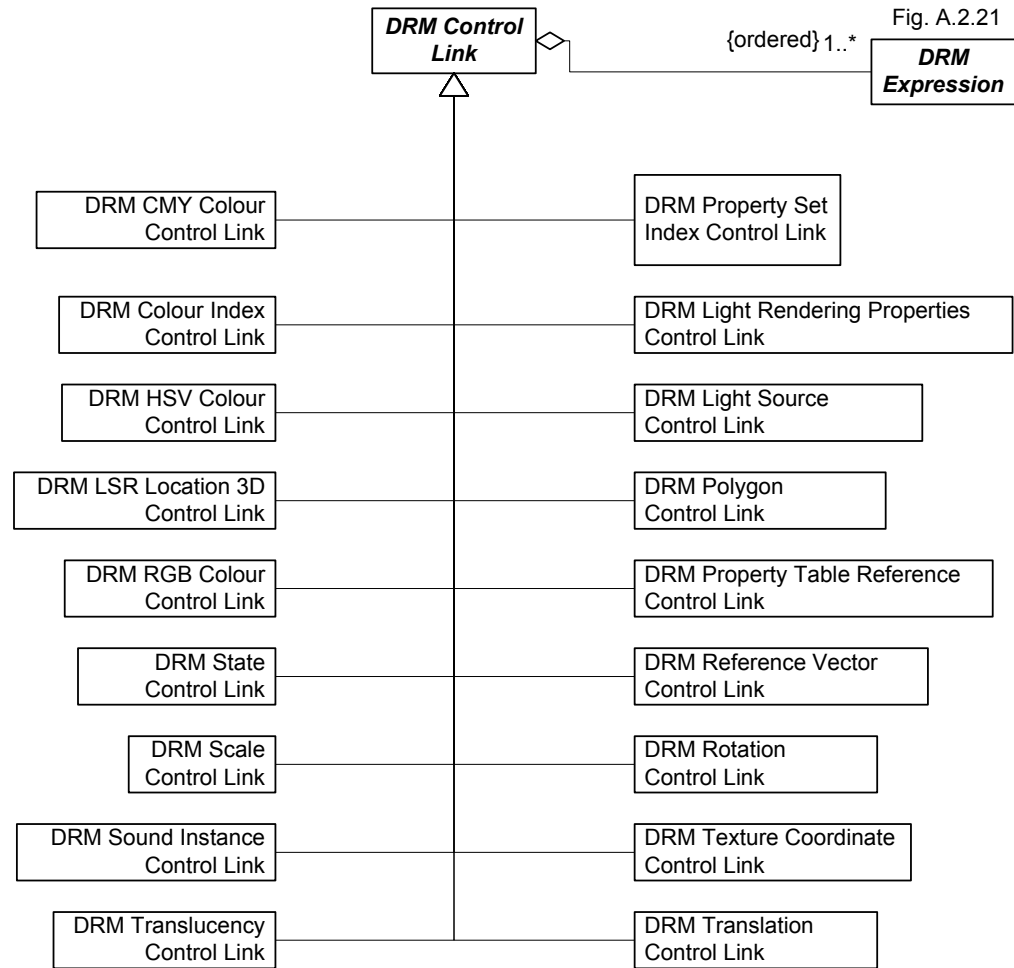 DRM Control
Link
{ordered} 1..*
Fig. A.2.21
DRM
Expression
DRM CMY Colour
Control Link
DRM Property Set
Index Control Link
DRM Colour Index
Control Link
DRM Light Rendering Properties
Control Link
DRM HSV Colour
Control Link
DRM Light Source
Control Link
DRM LSR Location 3D
Control Link
DRM Polygon
Control Link
DRM RGB Colour
Control Link
DRM Property Table Reference
Control Link
DRM State
Control Link
DRM Reference Vector
Control Link
DRM Scale
Control Link
DRM Rotation
Control Link
DRM Sound Instance
Control Link
DRM Texture Coordinate
Control Link
DRM Translucency
Control Link
DRM Translation
Control Link